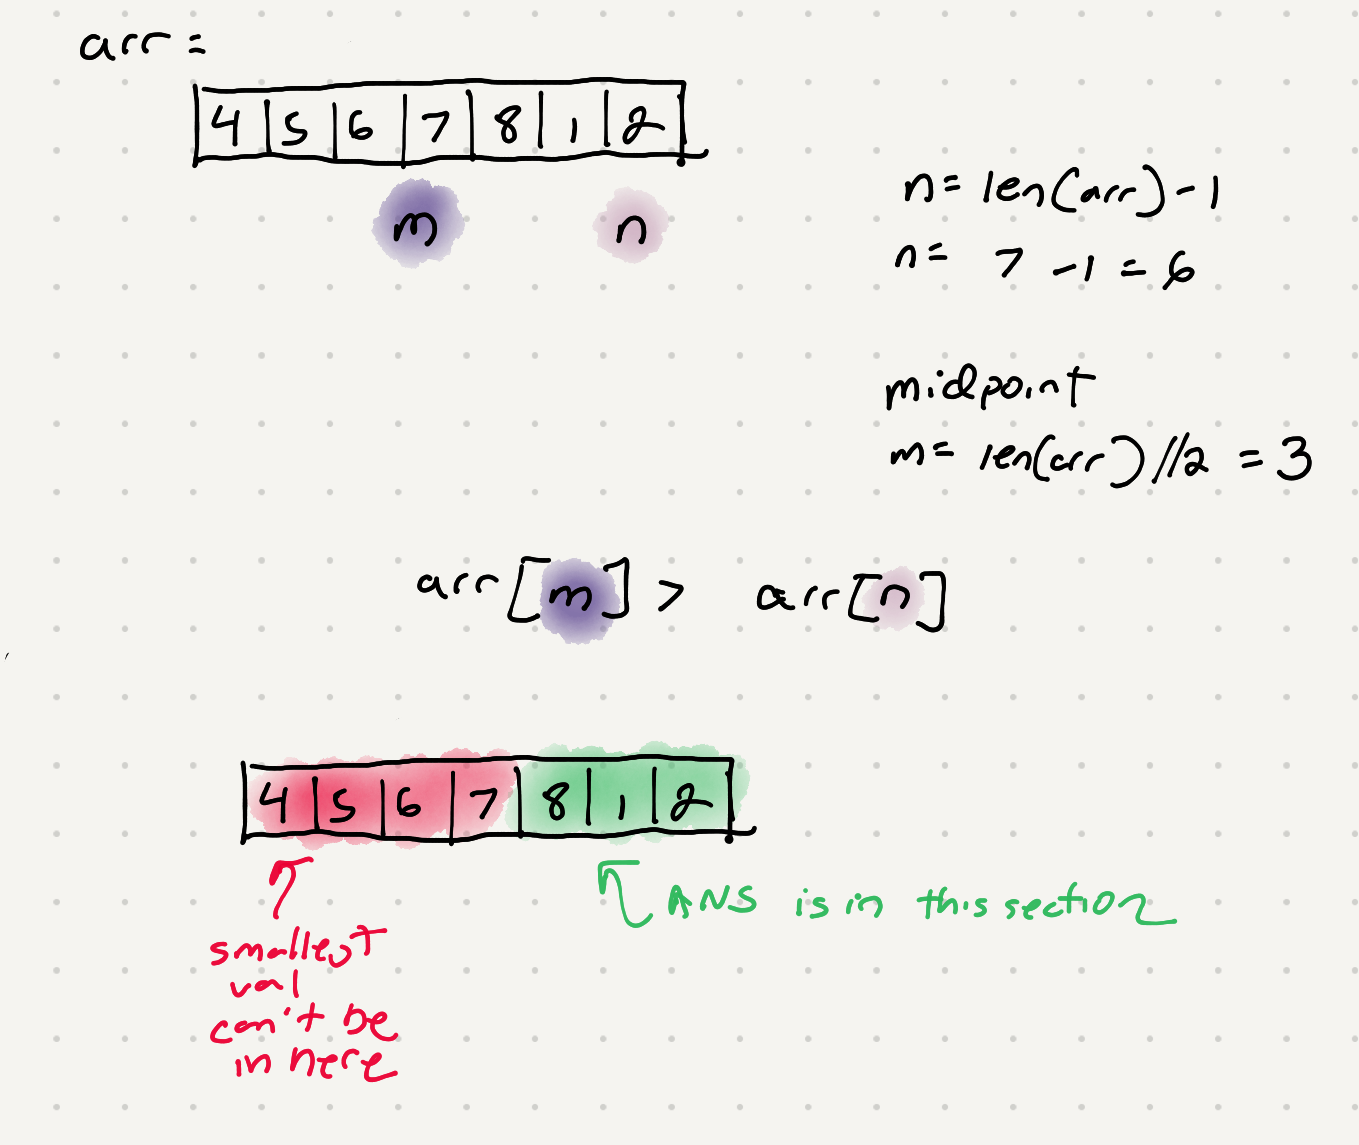 arr =
4 5 6 7 8 1 2
m n
n = len(arr) - 1
n = 7 - 1 = 6
midpoint
m = len(arr) // 2 = 3
arr[m] > arr[n]
4 5 6 7 8 1 2
ANS is in this section
smallest
val
can't be
in here